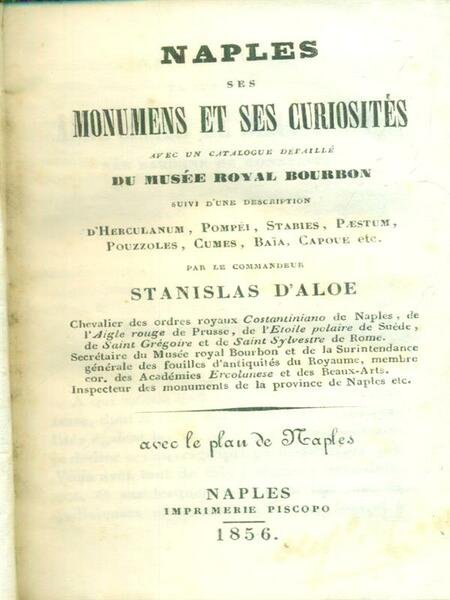 NAPLES
SES
MONUMENS ET SES CURIOSITÉS
AVEC UN CATALOGUE DETAILLÉ
DU MUSÉE ROYAL BOURBON
SUIVI D'UNE DESCRIPTION
D'HERCULANUM, POMPÉI, STABIES, PÆSTUM,
POUZZOLES, CUMES, BAÏA, CAPOUE etc.
PAR LE COMMANDEUR
STANISLAS D'ALOE
Chevalier des ordres royaux Costantiniano de Naples, de
l'Aigle rouge de Prusse, de l'Etoile polaire de Suède,
de Saint Grégoire et de Saint Sylvestre de Rome.
Secrétaire du Musée royal Bourbon et de la Surintendance
générale des fouilles d'antiquités du Royaume, membre
cor. des Académies Ercolanese et des Beaux-Arts.
Inspecteur des monuments de la province de Naples etc.
avec le plan de Naples
NAPLES
IMPRIMERIE PISCOPO
1856.